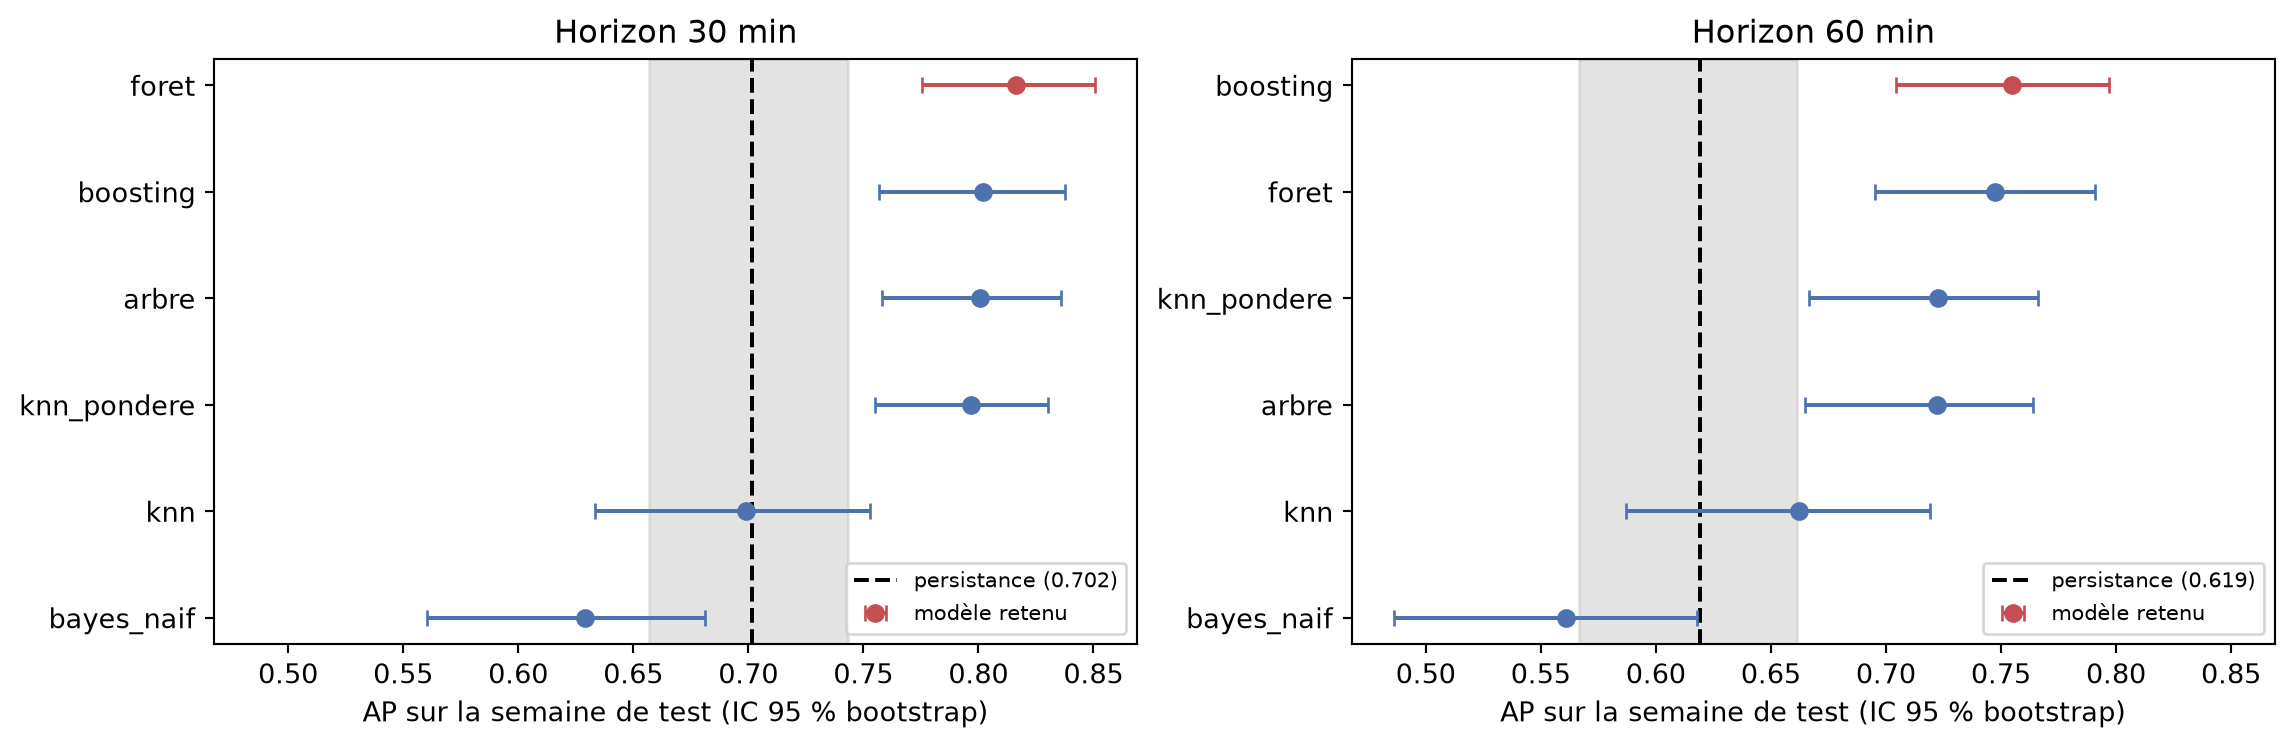 Horizon 30 min
foret
boosting
arbre
knn_pondere
knn
bayes_naif
persistance (0.702)
modèle retenu
0.50 0.55 0.60 0.65 0.70 0.75 0.80 0.85
AP sur la semaine de test (IC 95 % bootstrap)
Horizon 60 min
boosting
foret
knn_pondere
arbre
knn
bayes_naif
persistance (0.619)
modèle retenu
0.50 0.55 0.60 0.65 0.70 0.75 0.80 0.85
AP sur la semaine de test (IC 95 % bootstrap)